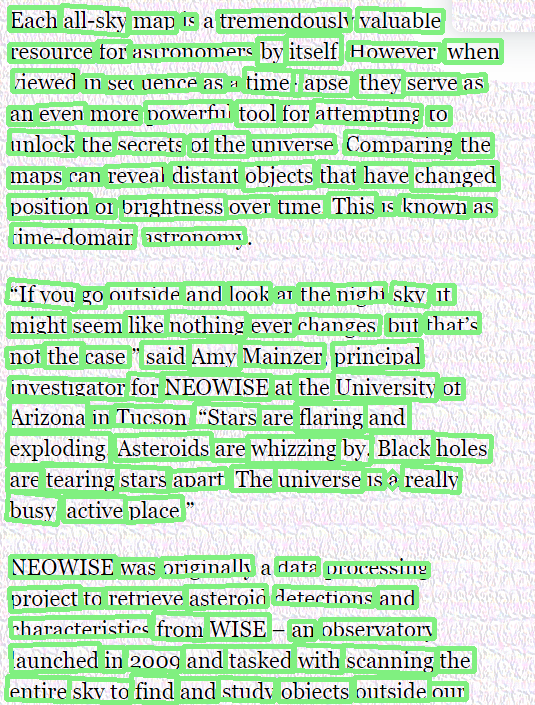 Each all-sky map is a tremendously valuable
resource for astronomers by itself. However, when
viewed in sequence as a time-lapse, they serve as
an even more powerful tool for attempting to
unlock the secrets of the universe. Comparing the
maps can reveal distant objects that have changed
position or brightness over time. This is known as
time-domain astronomy.
“If you go outside and look at the night sky, it
might seem like nothing ever changes, but that’s
not the case,” said Amy Mainzer, principal
investigator for NEOWISE at the University of
Arizona in Tucson. “Stars are flaring and
exploding. Asteroids are whizzing by. Black holes
are tearing stars apart. The universe is a really
busy, active place.”
NEOWISE was originally a data processing
project to retrieve asteroid detections and
characteristics from WISE – an observatory
launched in 2009 and tasked with scanning the
entire sky to find and study objects outside our